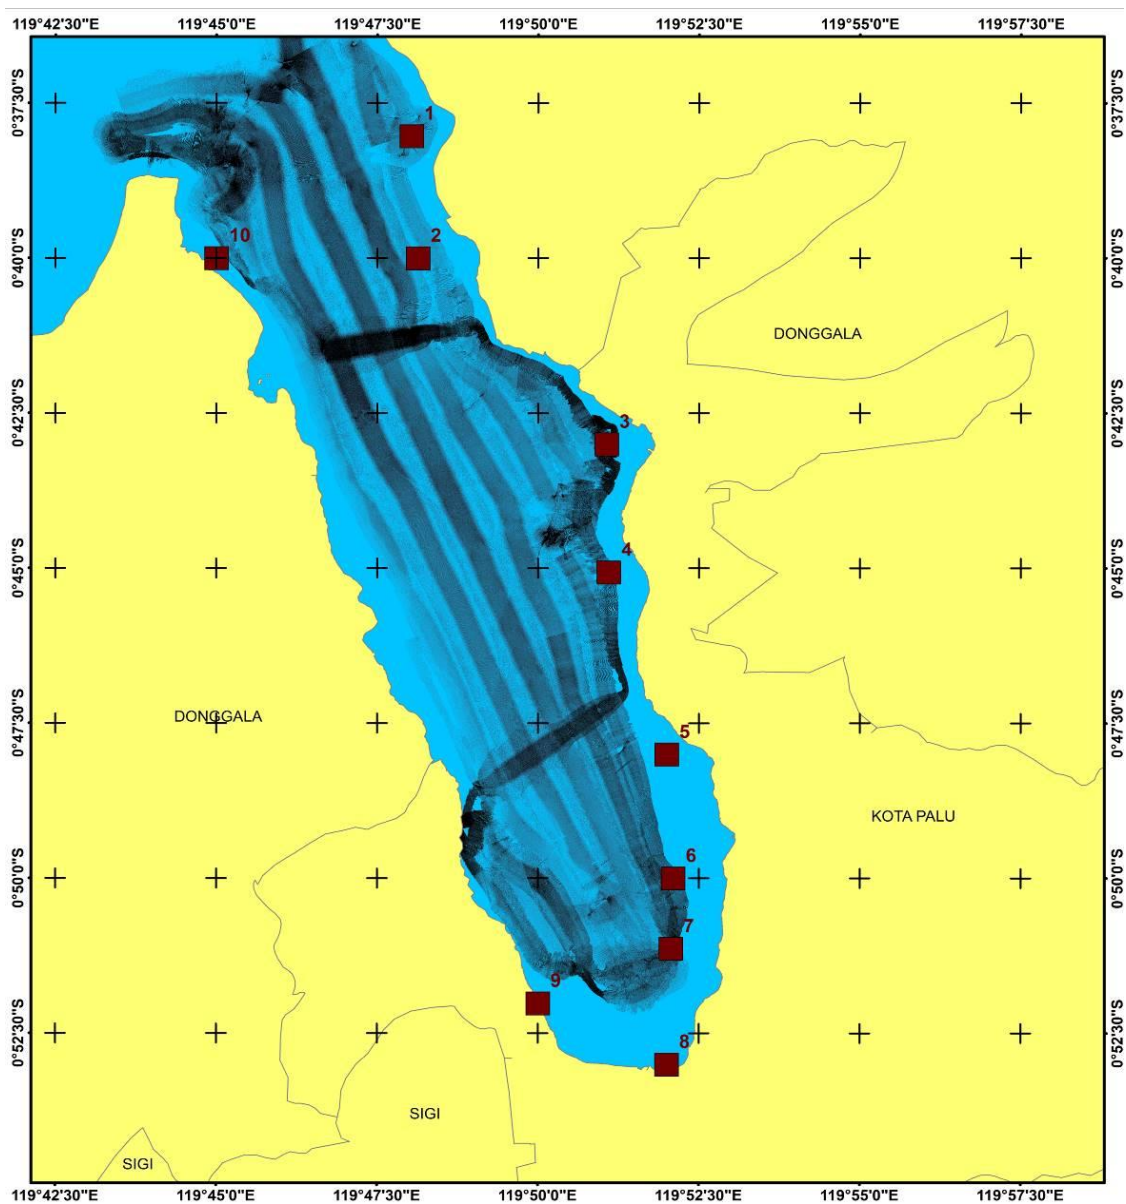 119°42'30"E 119°45'0"E 119°47'30"E 119°50'0"E 119°52'30"E 119°55'0"E 119°57'30"E
0°37'30"S 0°37'30"S
1
10 2
0°40'0"S 0°40'0"S
DONGGALA
0°42'30"S 0°42'30"S
3
4
0°45'0"S 0°45'0"S
DONGGALA
0°47'30"S 0°47'30"S
5
KOTA PALU
6
0°50'0"S 0°50'0"S
7
9
0°52'30"S 0°52'30"S
8
SIGI
SIGI
119°42'30"E 119°45'0"E 119°47'30"E 119°50'0"E 119°52'30"E 119°55'0"E 119°57'30"E